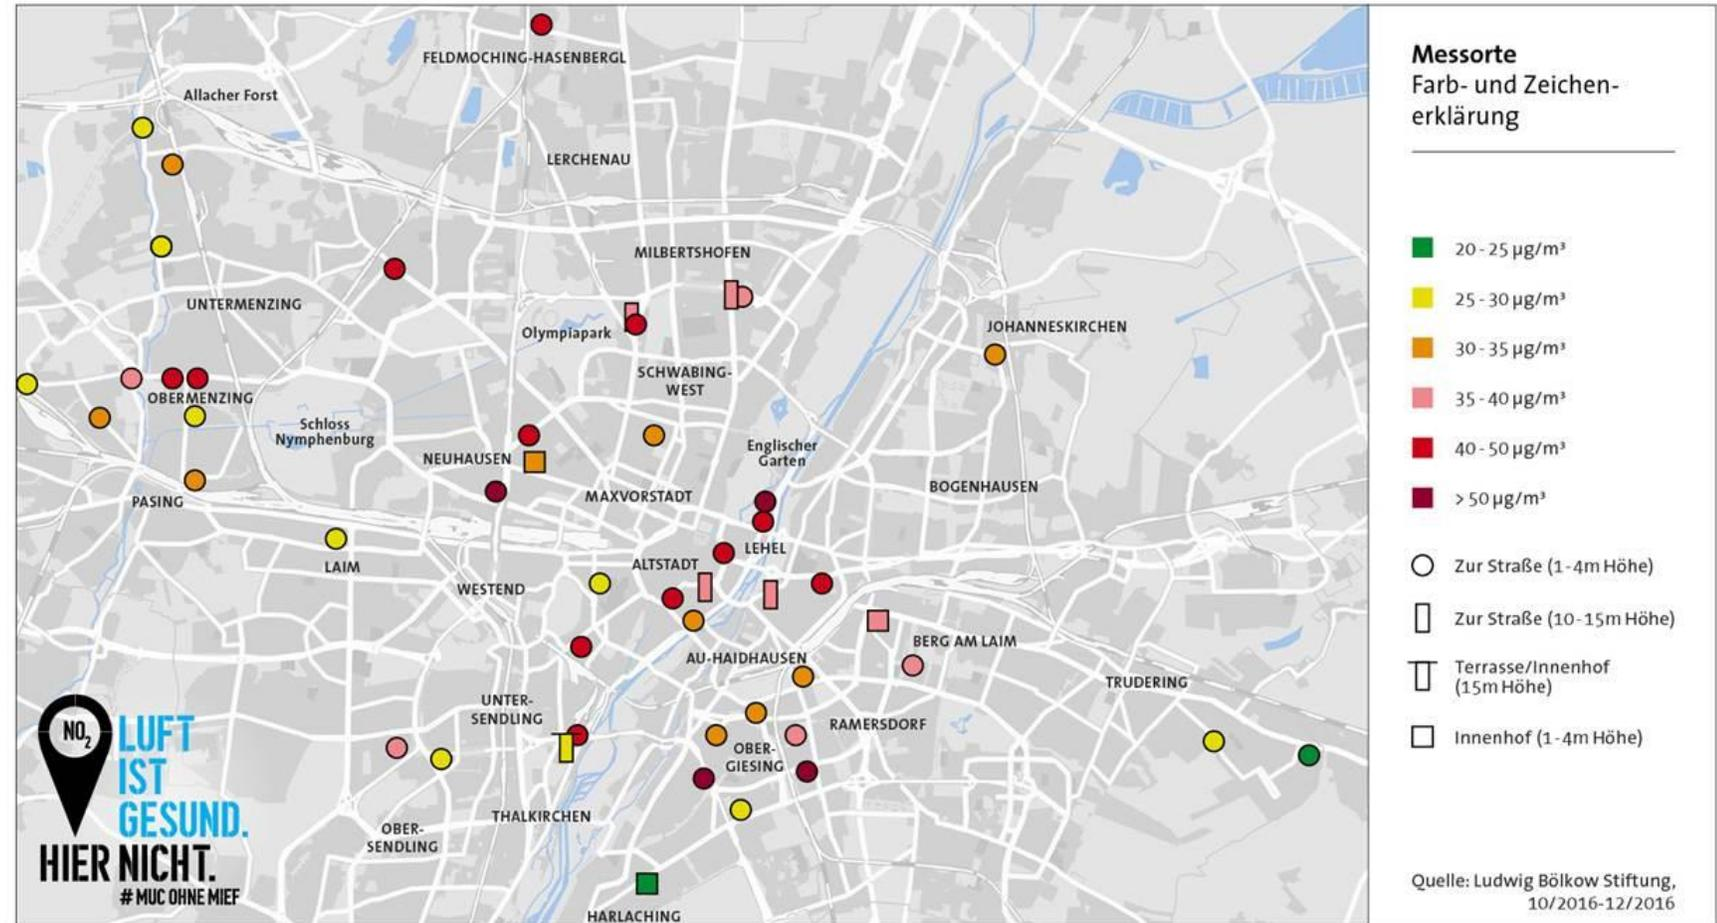 FELDMOCHING-HASENBERGL
Allacher Forst
LERCHENAU
MILBERTSHOFEN
UNTERMENZING
Olympiapark
JOHANNESKIRCHEN
SCHWABING-
WEST
OBERMENZING
Schloss
Nymphenburg
Englischer
Garten
NEUHAUSEN
MAXVORSTADT
BOGENHAUSEN
PASING
LEHEL
LAIM
ALTSTADT
WESTEND
BERG AM LAIM
AU-HAIDHAUSEN
TRUDERING
UNTER-
SENDLING
RAMERSDORF
OBER-
GIESING
THALKIRCHEN
OBER-
SENDLING
HARLACHING
NO₂
LUFT
IST
GESUND.
HIER NICHT.
# MUC OHNE MIEF
Messorte
Farb- und Zeichen-
erklärung
20 - 25 µg/m³
25 - 30 µg/m³
30 - 35 µg/m³
35 - 40 µg/m³
40 - 50 µg/m³
> 50 µg/m³
Zur Straße (1 - 4m Höhe)
Zur Straße (10 - 15m Höhe)
Terrasse/Innenhof
(15m Höhe)
Innenhof (1 - 4m Höhe)
Quelle: Ludwig Bölkow Stiftung,
10/2016-12/2016